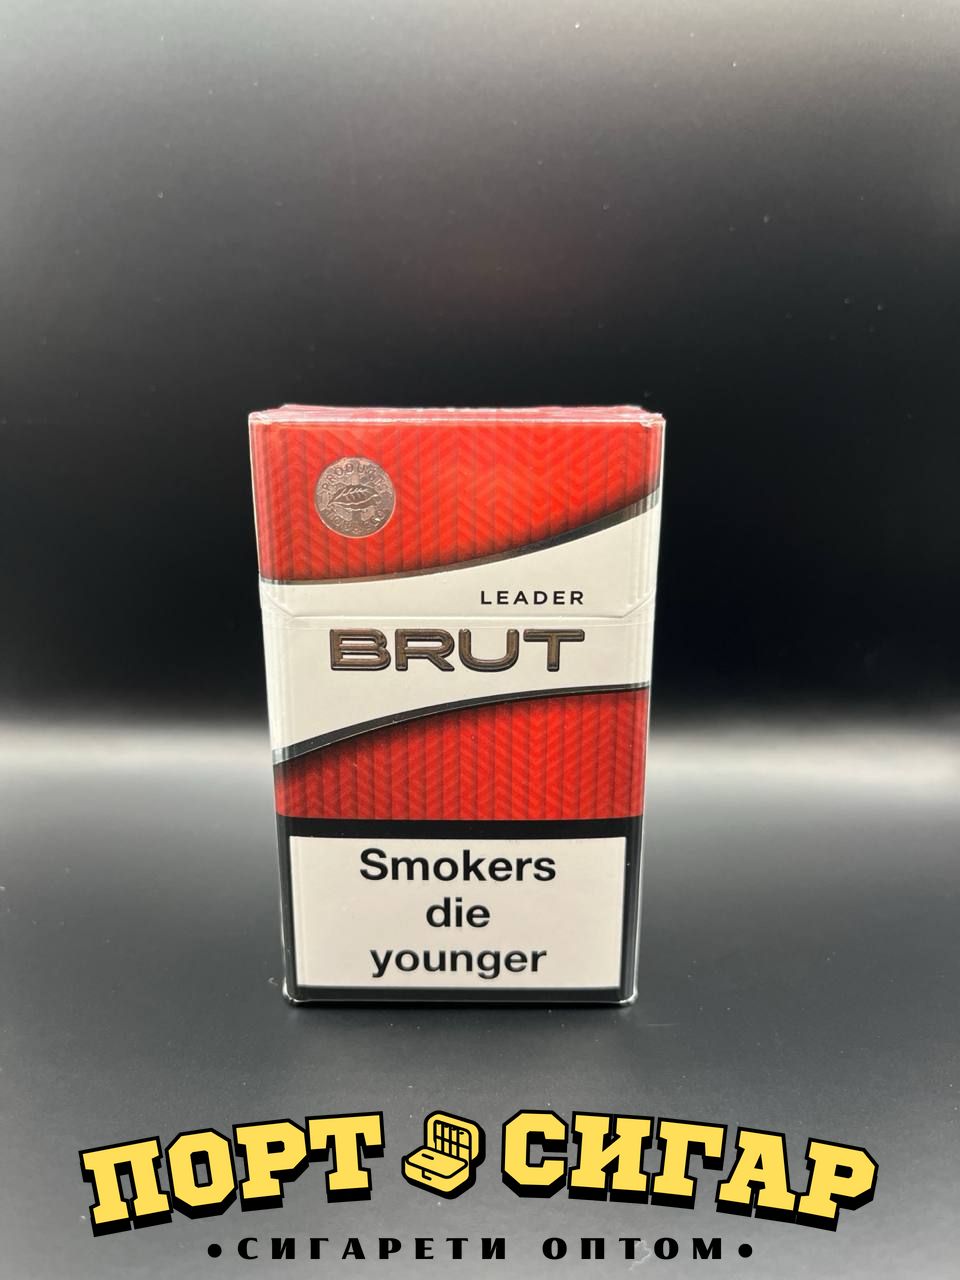 LEADER
BRUT
Smokers
die
younger
ПОРТ СИГАР
•СИГАРЕТИ ОПТОМ•